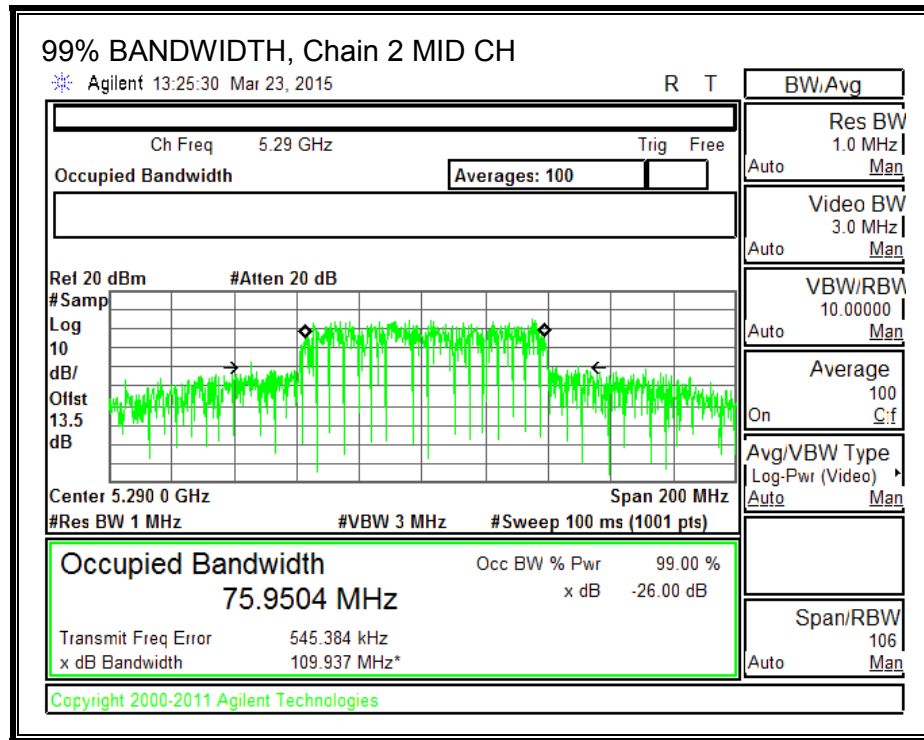 99% BANDWIDTH, Chain 2 MID CH
Agilent 13:25:30 Mar 23, 2015 R T
BW/Avg
Ch Freq 5.29 GHz Trig Free
Occupied Bandwidth Averages: 100
Res BW
1.0 MHz
Auto Man
Video BW
3.0 MHz
Auto Man
Ref 20 dBm #Atten 20 dB
#Samp
Log
10
dB/
Offst
13.5
dB
VBW/RBW
10.00000
Auto Man
Average
100
On
Avg/VBW Type
Log-Pwr (Video)
Auto Man
Center 5.290 0 GHz Span 200 MHz
#Res BW 1 MHz #VBW 3 MHz #Sweep 100 ms (1001 pts)
Occupied Bandwidth Occ BW % Pwr 99.00 %
75.9504 MHz x dB -26.00 dB
Transmit Freq Error 545.384 kHz
x dB Bandwidth 109.937 MHz*
Span/RBW
106
Auto Man
Copyright 2000-2011 Agilent Technologies